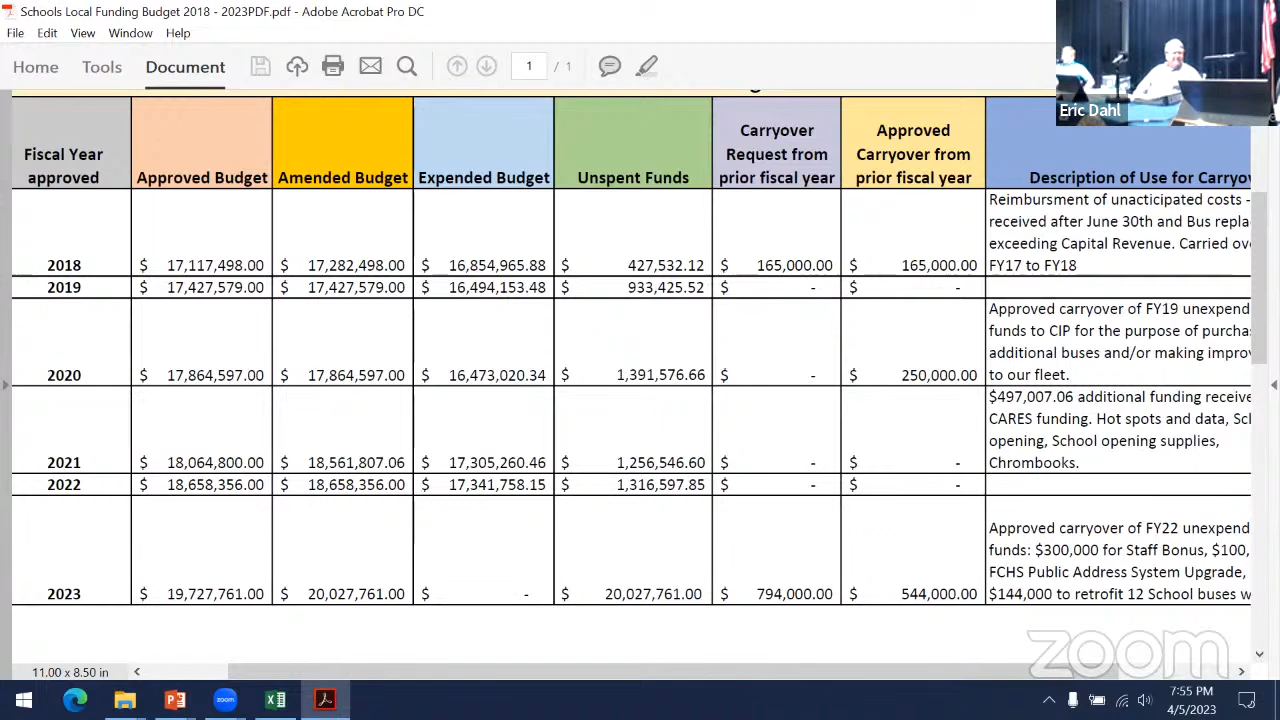 Schools Local Funding Budget 2018 - 2023PDF.pdf - Adobe Acrobat Pro DC
File Edit View Window Help
Home Tools Document 1 / 1
Eric Dahl
Fiscal Year approved Approved Budget Amended Budget Expended Budget Unspent Funds Carryover Request from prior fiscal year Approved Carryover from prior fiscal year Description of Use for Carryov
Reimbursment of unacticipated costs -
received after June 30th and Bus repla
exceeding Capital Revenue. Carried ov
2018 $ 17,117,498.00 $ 17,282,498.00 $ 16,854,965.88 $ 427,532.12 $ 165,000.00 $ 165,000.00 FY17 to FY18
2019 $ 17,427,579.00 $ 17,427,579.00 $ 16,494,153.48 $ 933,425.52 $ - $ -
Approved carryover of FY19 unexpend
funds to CIP for the purpose of purcha
additional buses and/or making improv
2020 $ 17,864,597.00 $ 17,864,597.00 $ 16,473,020.34 $ 1,391,576.66 $ - $ 250,000.00 to our fleet.
$497,007.06 additional funding receive
CARES funding. Hot spots and data, Scl
opening, School opening supplies,
2021 $ 18,064,800.00 $ 18,561,807.06 $ 17,305,260.46 $ 1,256,546.60 $ - $ - Chrombooks.
2022 $ 18,658,356.00 $ 18,658,356.00 $ 17,341,758.15 $ 1,316,597.85 $ - $ -
Approved carryover of FY22 unexpend
funds: $300,000 for Staff Bonus, $100,
FCHS Public Address System Upgrade,
2023 $ 19,727,761.00 $ 20,027,761.00 $ - $ 20,027,761.00 $ 794,000.00 $ 544,000.00 $144,000 to retrofit 12 School buses w
zoom
11.00 x 8.50 in
zoom
7:55 PM
4/5/2023